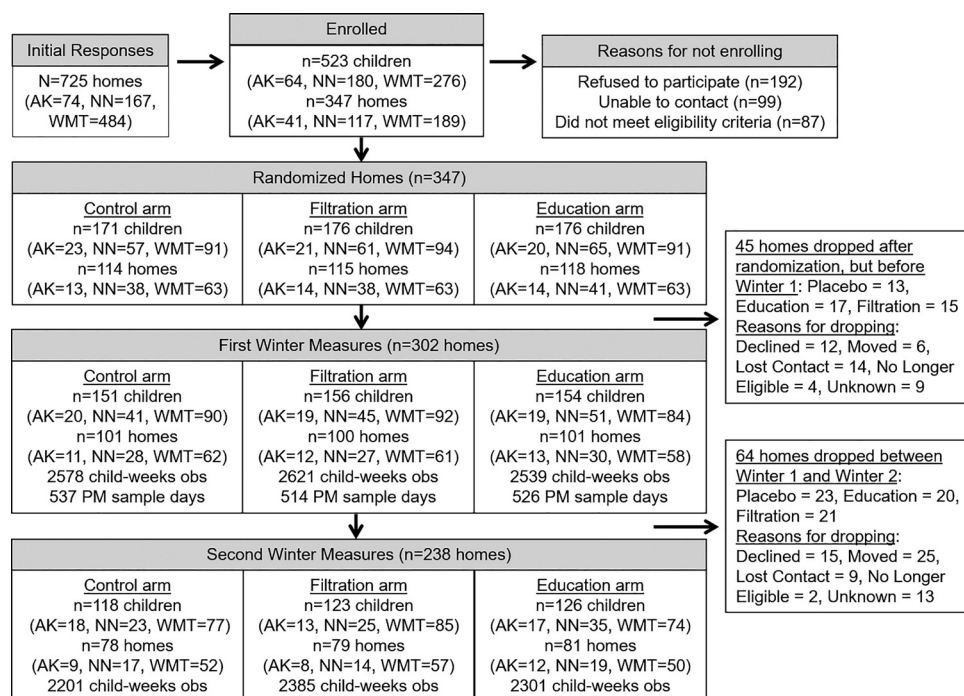 Initial Responses
N=725 homes
(AK=74, NN=167,
WMT=484)
Enrolled
n=523 children
(AK=64, NN=180, WMT=276)
n=347 homes
(AK=41, NN=117, WMT=189)
Reasons for not enrolling
Refused to participate (n=192)
Unable to contact (n=99)
Did not meet eligibility criteria (n=87)
Randomized Homes (n=347)
Control arm
n=171 children
(AK=23, NN=57, WMT=91)
n=114 homes
(AK=13, NN=38, WMT=63)
Filtration arm
n=176 children
(AK=21, NN=61, WMT=94)
n=115 homes
(AK=14, NN=38, WMT=63)
Education arm
n=176 children
(AK=20, NN=65, WMT=91)
n=118 homes
(AK=14, NN=41, WMT=63)
45 homes dropped after
randomization, but before
Winter 1: Placebo = 13,
Education = 17, Filtration = 15
Reasons for dropping:
Declined = 12, Moved = 6,
Lost Contact = 14, No Longer
Eligible = 4, Unknown = 9
First Winter Measures (n=302 homes)
Control arm
n=151 children
(AK=20, NN=41, WMT=90)
n=101 homes
(AK=11, NN=28, WMT=62)
2578 child-weeks obs
537 PM sample days
Filtration arm
n=156 children
(AK=19, NN=45, WMT=92)
n=100 homes
(AK=12, NN=27, WMT=61)
2621 child-weeks obs
514 PM sample days
Education arm
n=154 children
(AK=19, NN=51, WMT=84)
n=101 homes
(AK=13, NN=30, WMT=58)
2539 child-weeks obs
526 PM sample days
64 homes dropped between
Winter 1 and Winter 2:
Placebo = 23, Education = 20,
Filtration = 21
Reasons for dropping:
Declined = 15, Moved = 25,
Lost Contact = 9, No Longer
Eligible = 2, Unknown = 13
Second Winter Measures (n=238 homes)
Control arm
n=118 children
(AK=18, NN=23, WMT=77)
n=78 homes
(AK=9, NN=17, WMT=52)
2201 child-weeks obs
Filtration arm
n=123 children
(AK=13, NN=25, WMT=85)
n=79 homes
(AK=8, NN=14, WMT=57)
2385 child-weeks obs
Education arm
n=126 children
(AK=17, NN=35, WMT=74)
n=81 homes
(AK=12, NN=19, WMT=50)
2301 child-weeks obs